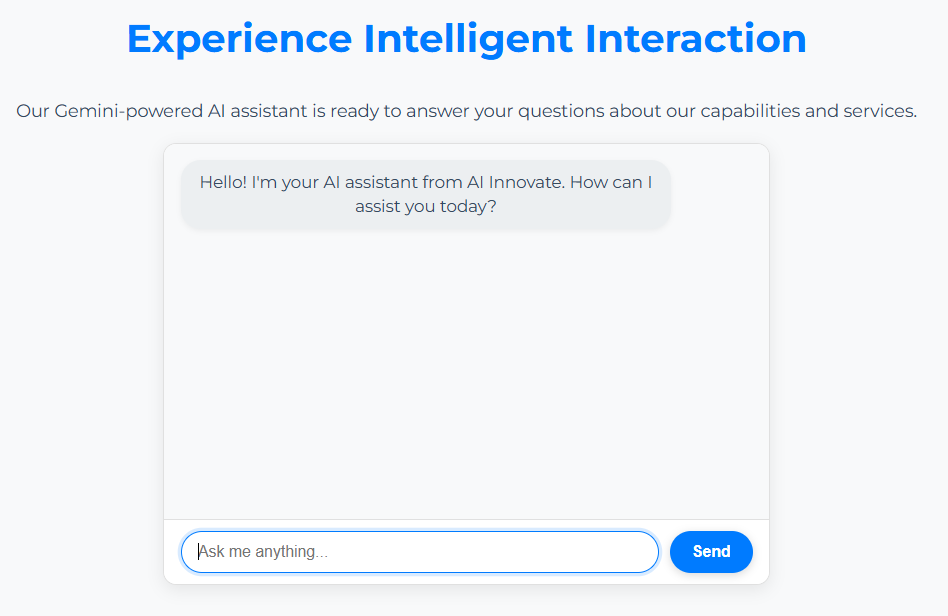 Experience Intelligent Interaction
Our Gemini-powered AI assistant is ready to answer your questions about our capabilities and services.
Hello! I'm your AI assistant from AI Innovate. How can I
assist you today?
Ask me anything...
Send